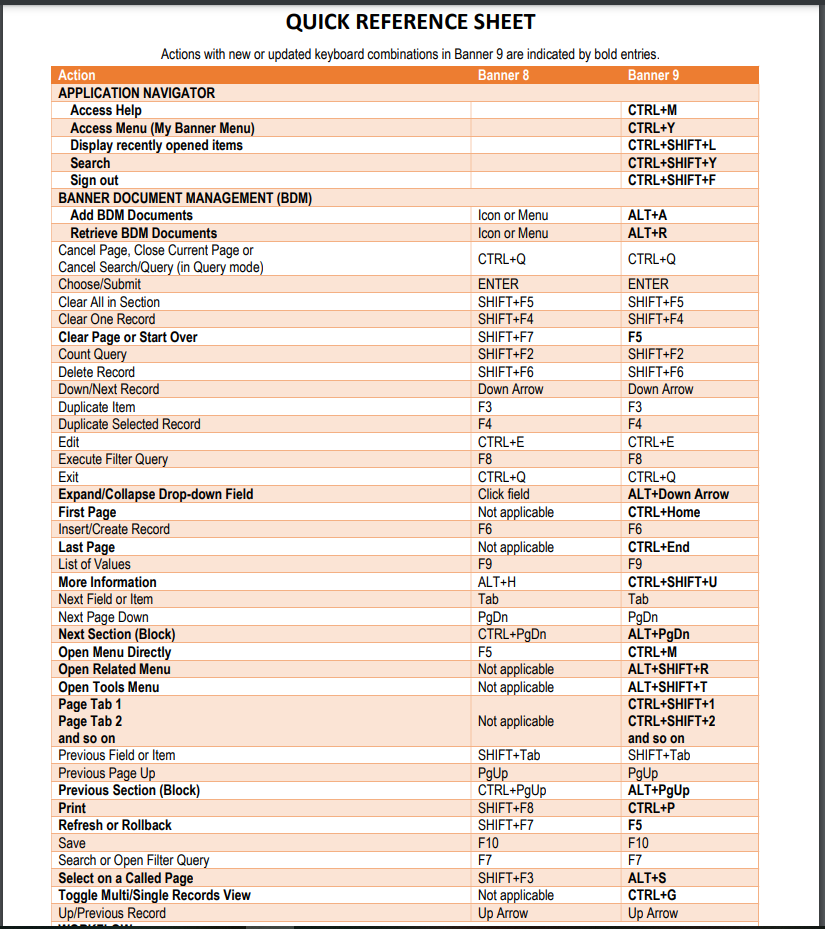 QUICK REFERENCE SHEET
Actions with new or updated keyboard combinations in Banner 9 are indicated by bold entries.
Action Banner 8 Banner 9
APPLICATION NAVIGATOR
Access Help CTRL+M
Access Menu (My Banner Menu) CTRL+Y
Display recently opened items CTRL+SHIFT+L
Search CTRL+SHIFT+Y
Sign out CTRL+SHIFT+F
BANNER DOCUMENT MANAGEMENT (BDM)
Add BDM Documents Icon or Menu ALT+A
Retrieve BDM Documents Icon or Menu ALT+R
Cancel Page, Close Current Page or
Cancel Search/Query (in Query mode) CTRL+Q CTRL+Q
Choose/Submit ENTER ENTER
Clear All in Section SHIFT+F5 SHIFT+F5
Clear One Record SHIFT+F4 SHIFT+F4
Clear Page or Start Over SHIFT+F7 F5
Count Query SHIFT+F2 SHIFT+F2
Delete Record SHIFT+F6 SHIFT+F6
Down/Next Record Down Arrow Down Arrow
Duplicate Item F3 F3
Duplicate Selected Record F4 F4
Edit CTRL+E CTRL+E
Execute Filter Query F8 F8
Exit CTRL+Q CTRL+Q
Expand/Collapse Drop-down Field Click field ALT+Down Arrow
First Page Not applicable CTRL+Home
Insert/Create Record F6 F6
Last Page Not applicable CTRL+End
List of Values F9 F9
More Information ALT+H CTRL+SHIFT+U
Next Field or Item Tab Tab
Next Page Down PgDn PgDn
Next Section (Block) CTRL+PgDn ALT+PgDn
Open Menu Directly F5 CTRL+M
Open Related Menu Not applicable ALT+SHIFT+R
Open Tools Menu Not applicable ALT+SHIFT+T
Page Tab 1 CTRL+SHIFT+1
Page Tab 2 Not applicable CTRL+SHIFT+2
and so on and so on
Previous Field or Item SHIFT+Tab SHIFT+Tab
Previous Page Up PgUp PgUp
Previous Section (Block) CTRL+PgUp ALT+PgUp
Print SHIFT+F8 CTRL+P
Refresh or Rollback SHIFT+F7 F5
Save F10 F10
Search or Open Filter Query F7 F7
Select on a Called Page SHIFT+F3 ALT+S
Toggle Multi/Single Records View Not applicable CTRL+G
Up/Previous Record Up Arrow Up Arrow